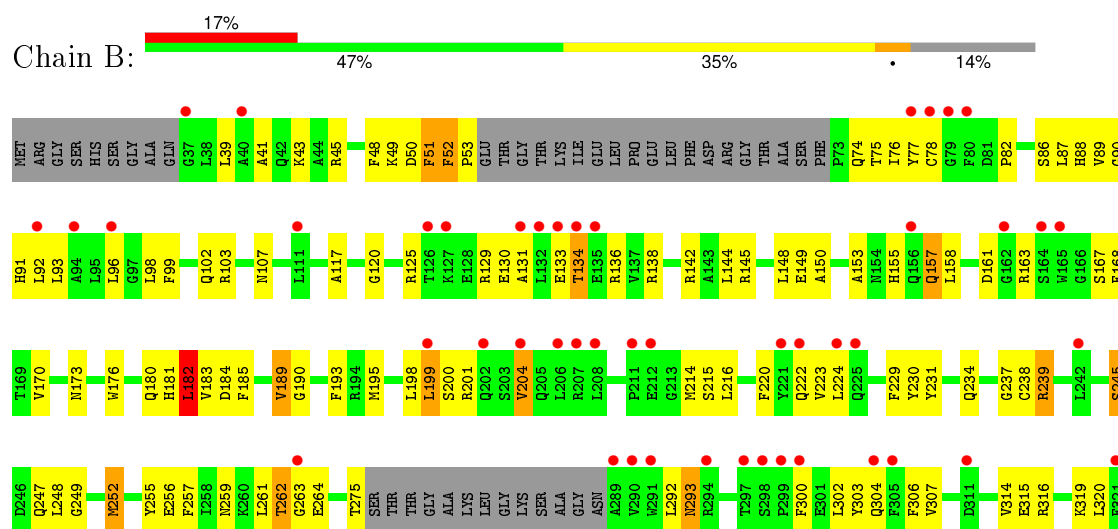 17%
Chain B:
47% 35% • 14%
MET ARG GLY SER HIS SER GLY ALA GLN G37 L38 L39 A40 A41 Q42 K43 A44 R45 F48 K49 D50 F51 F52 P53 GLU THR GLY THR LYS ILE GLU LEU PRO GLU LEU PHE ASP ARG GLY THR ALA SER PHE P73 Q74 T75 I76 Y77 C78 G79 F80 D81 P82 S86 L87 H88 V89
H91 L92 L93 A94 L95 L96 G97 L98 F99 Q102 R103 N107 L111 A117 G120 R125 T126 K127 E128 R129 E130 A131 L132 E133 T134 E135 R136 V137 R138 R142 A143 L144 R145 L148 E149 A150 A153 N154 H155 Q156 Q157 L158 D161 G162 R163 S164 W165 G166 S167
T169 V170 N173 W176 Q180 H181 L182 V183 D184 F185 V189 G190 F193 R194 M195 L198 L199 S200 R201 Q202 S203 V204 Q205 L206 R207 L208 P211 E212 G213 M214 S215 L216 F220 Y221 Q222 V223 L224 Q225 F229 Y230 Y231 Q234 G237 C238 R239 L242
D246 Q247 L248 G249 M252 Y255 E256 F257 L258 N259 K260 L261 T262 G263 E264 T275 SER THR THR GLY ALA LYS LEU GLY LYS SER ALA GLY ASN A289 V290 W291 L292 N293 R294 T297 S298 P299 F300 E301 L302 Y303 Q304 F305 F306 V307 D311 V314 E315 R316 K319 L320